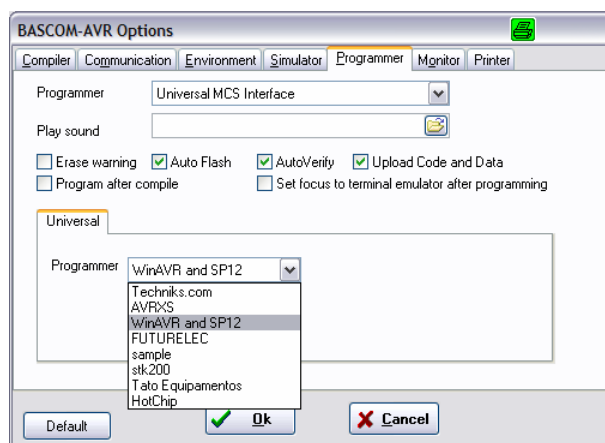 BASCOM-AVR Options
Compiler Communication Environment Simulator Programmer Monitor Printer
Programmer Universal MCS Interface
Play sound
Erase warning Auto Flash AutoVerify Upload Code and Data
Program after compile Set focus to terminal emulator after programming
Universal
Programmer WinAVR and SP12
Techniks.com
AVRXS
WinAVR and SP12
FUTURELEC
sample
stk200
Tato Equipamentos
HotChip
Default Ok Cancel